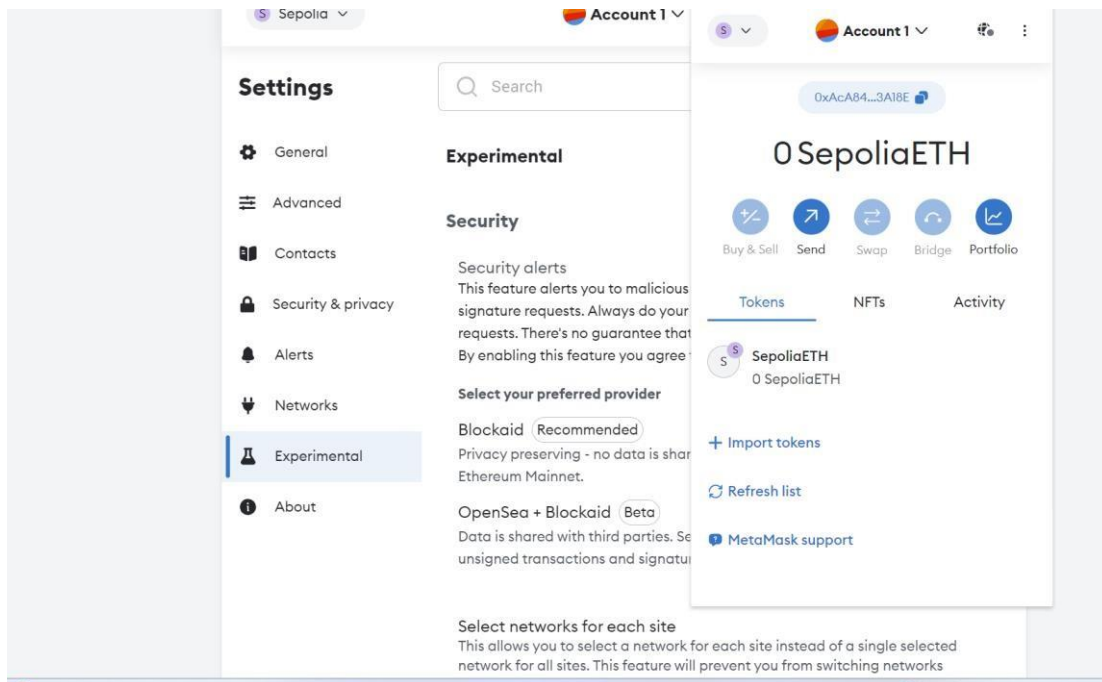 S Sepolia
Account 1
Settings
Search
General
Advanced
Contacts
Security & privacy
Alerts
Networks
Experimental
About
Experimental
Security
Security alerts
This feature alerts you to malicious
signature requests. Always do your
requests. There's no guarantee that
By enabling this feature you agree
Select your preferred provider
Blockaid Recommended
Privacy preserving - no data is shar
Ethereum Mainnet.
OpenSea + Blockaid Beta
Data is shared with third parties. Se
unsigned transactions and signatu
Select networks for each site
This allows you to select a network for each site instead of a single selected
network for all sites. This feature will prevent you from switching networks
S
Account 1
0xAcA84...3A18E
0 SepoliaETH
Buy & Sell Send Swap Bridge Portfolio
Tokens NFTs Activity
S S SepoliaETH
0 SepoliaETH
+ Import tokens
Refresh list
MetaMask support